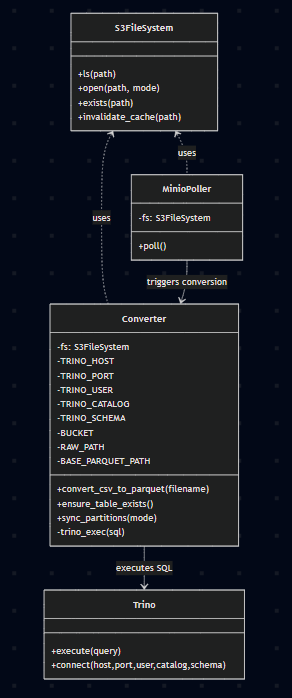 S3FileSystem
+ls(path)
+open(path, mode)
+exists(path)
+invalidate_cache(path)
uses
MinioPoller
-fs: S3FileSystem
+poll()
uses
triggers conversion
Converter
-fs: S3FileSystem
-TRINO_HOST
-TRINO_PORT
-TRINO_USER
-TRINO_CATALOG
-TRINO_SCHEMA
-BUCKET
-RAW_PATH
-BASE_PARQUET_PATH
+convert_csv_to_parquet(filename)
+ensure_table_exists()
+sync_partitions(mode)
-trino_exec(sql)
executes SQL
Trino
+execute(query)
+connect(host,port,user,catalog,schema)